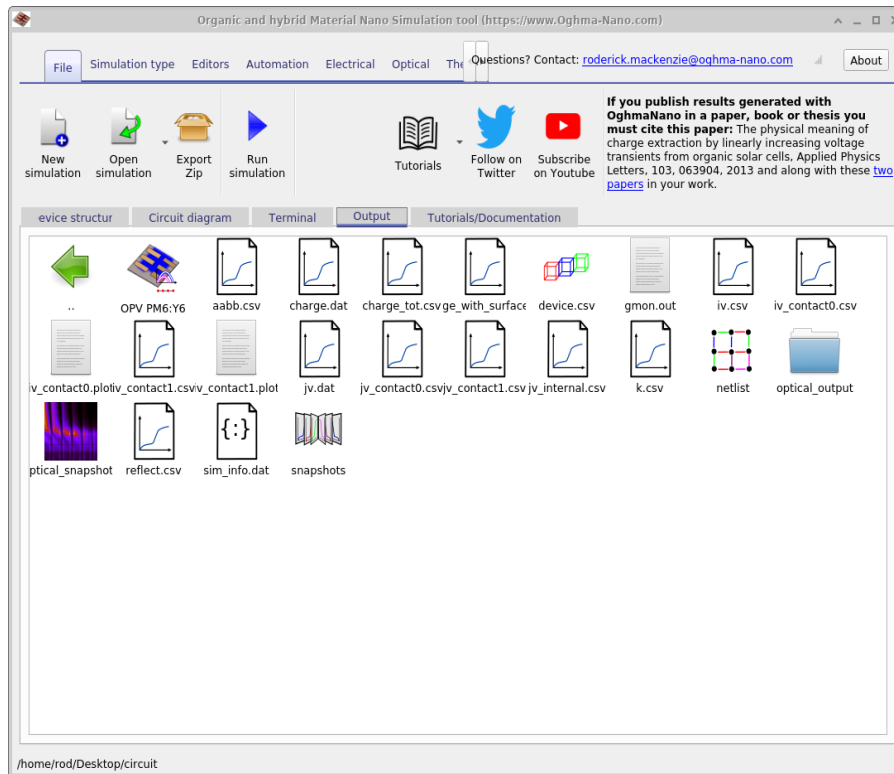 Organic and hybrid Material Nano Simulation tool (https://www.Oghma-Nano.com)
File Simulation type Editors Automation Electrical Optical The Questions? Contact: roderick.mackenzie@oghma-nano.com About
New simulation
Open simulation
Export Zip
Run simulation
Tutorials
Follow on Twitter
Subscribe on Youtube
If you publish results generated with
OghmaNano in a paper, book or thesis you
must cite this paper: The physical meaning of
charge extraction by linearly increasing voltage
transients from organic solar cells, Applied Physics
Letters, 103, 063904, 2013 and along with these two
papers in your work.
evice structur Circuit diagram Terminal Output Tutorials/Documentation
.. OPV PM6:Y6 aabb.csv charge.dat charge_tot.csv ge_with_surface device.csv gmon.out iv.csv iv_contact0.csv
iv_contact0.plot iv_contact1.csv iv_contact1.plot jv.dat jv_contact0.csv jv_contact1.csv jv_internal.csv k.csv netlist optical_output
ptical_snapshot reflect.csv sim_info.dat snapshots
{:}
/home/rod/Desktop/circuit